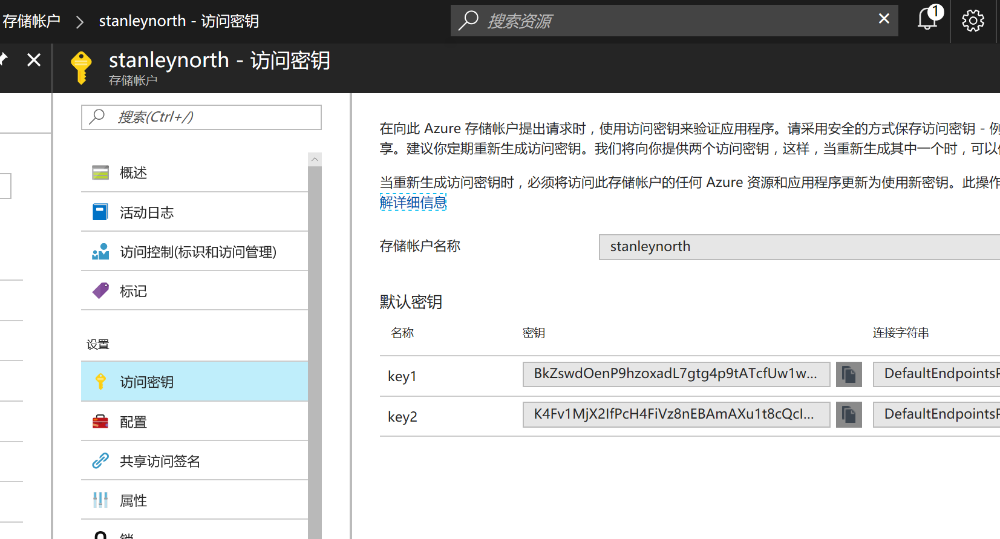 存储帐户 > stanleynorth - 访问密钥
搜索资源
1
stanleynorth - 访问密钥
存储帐户
搜索(Ctrl+/)
概述
活动日志
访问控制(标识和访问管理)
标记
设置
访问密钥
配置
共享访问签名
属性
锁
在向此 Azure 存储帐户提出请求时，使用访问密钥来验证应用程序。请采用安全的方式保存访问密钥 - 例
享。建议你定期重新生成访问密钥。我们将向你提供两个访问密钥，这样，当重新生成其中一个时，可以
当重新生成访问密钥时，必须将访问此存储帐户的任何 Azure 资源和应用程序更新为使用新密钥。此操作
解详细信息
存储帐户名称
stanleynorth
默认密钥
名称 密钥 连接字符串
key1 BkZswdOenP9hzoxadL7gtg4p9tATcfUw1w... DefaultEndpointsP
key2 K4Fv1MjX2IfPcH4FiVz8nEBAmAXu1t8cQcI... DefaultEndpointsP